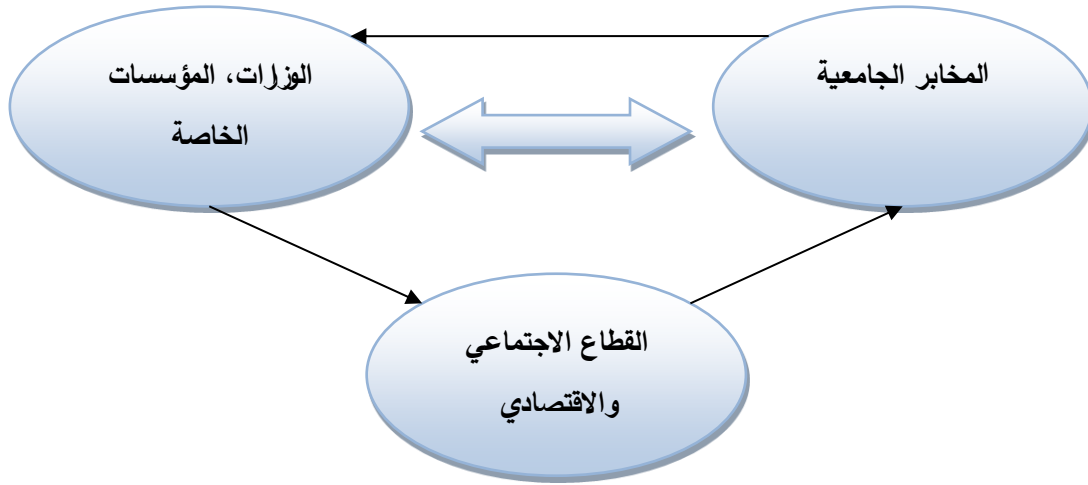 المخابر الجامعية
الوزارات، المؤسسات
الخاصة
القطاع الاجتماعي
والاقتصادي